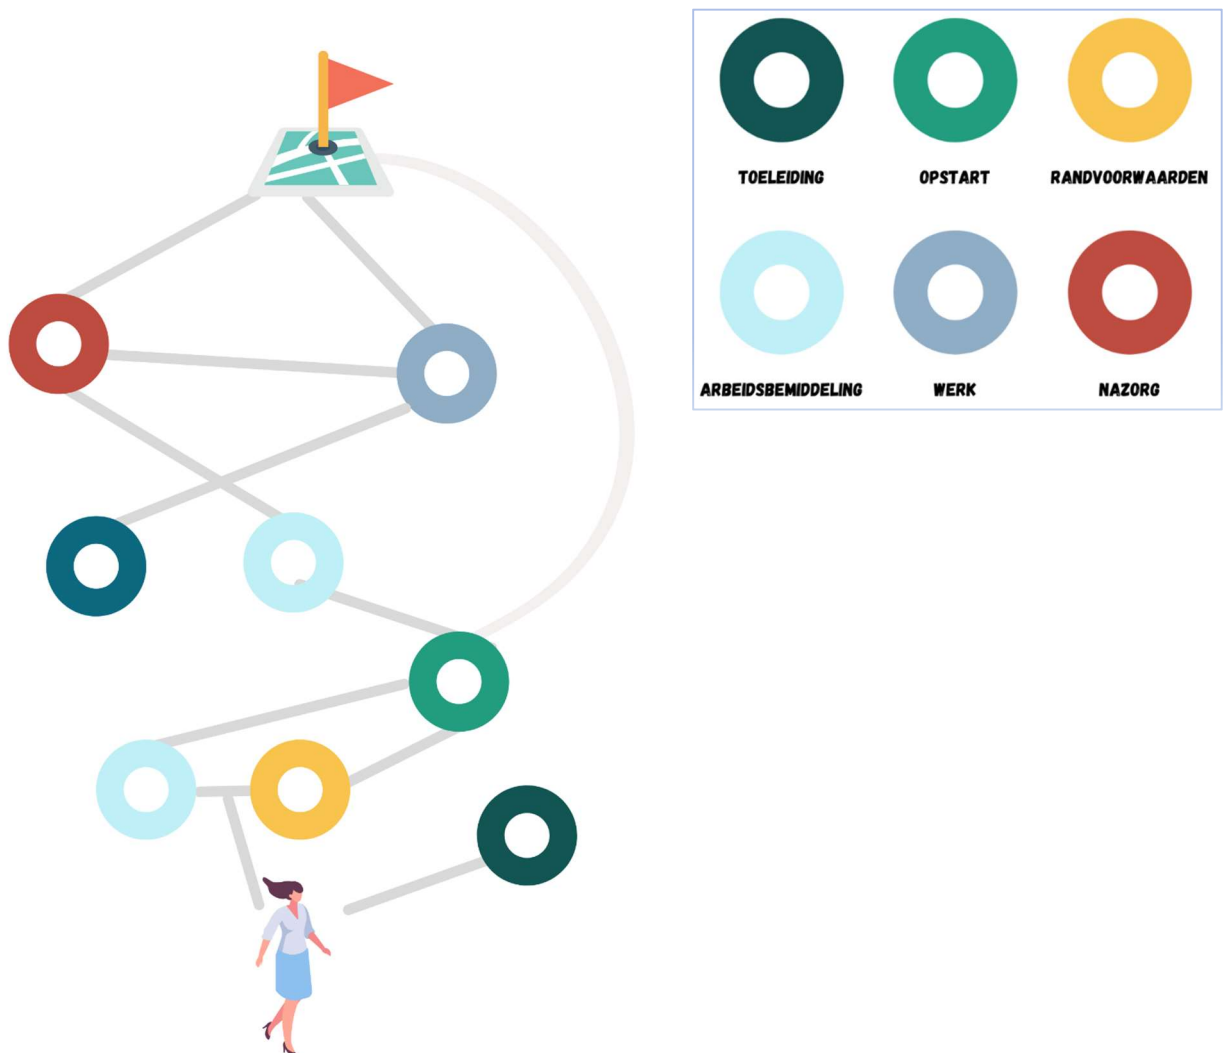 TOELEIDING
OPSTART
RANDVOORWAARDEN
ARBEIDSBEMIDDELING
WERK
NAZORG